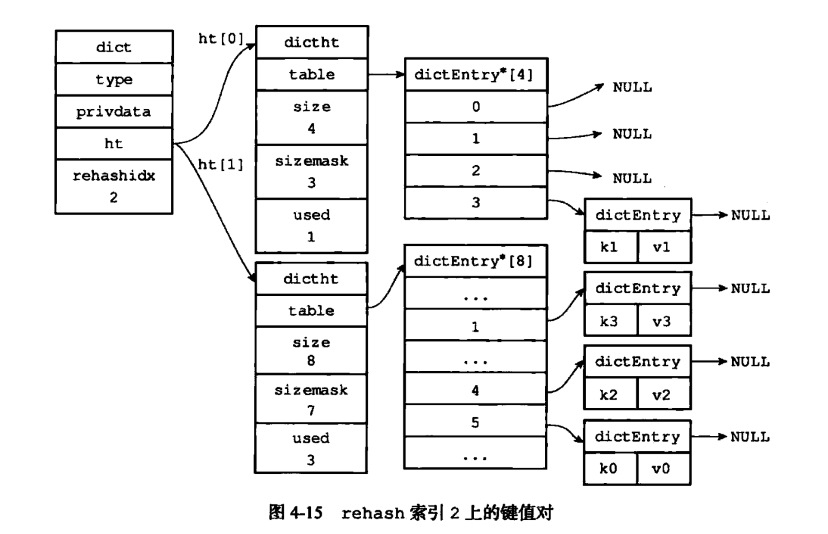 dict
type
privdata
ht
rehashidx
2
ht[0]
ht[1]
dictht
table
size
4
sizemask
3
used
1
dictEntry*[4]
0
1
2
3
NULL
NULL
NULL
dictEntry
NULL
k1 v1
dictht
table
size
8
sizemask
7
used
3
dictEntry*[8]
...
1
...
4
5
...
dictEntry
NULL
k3 v3
dictEntry
NULL
k2 v2
dictEntry
NULL
k0 v0
图 4-15 rehash 索引 2 上的键值对